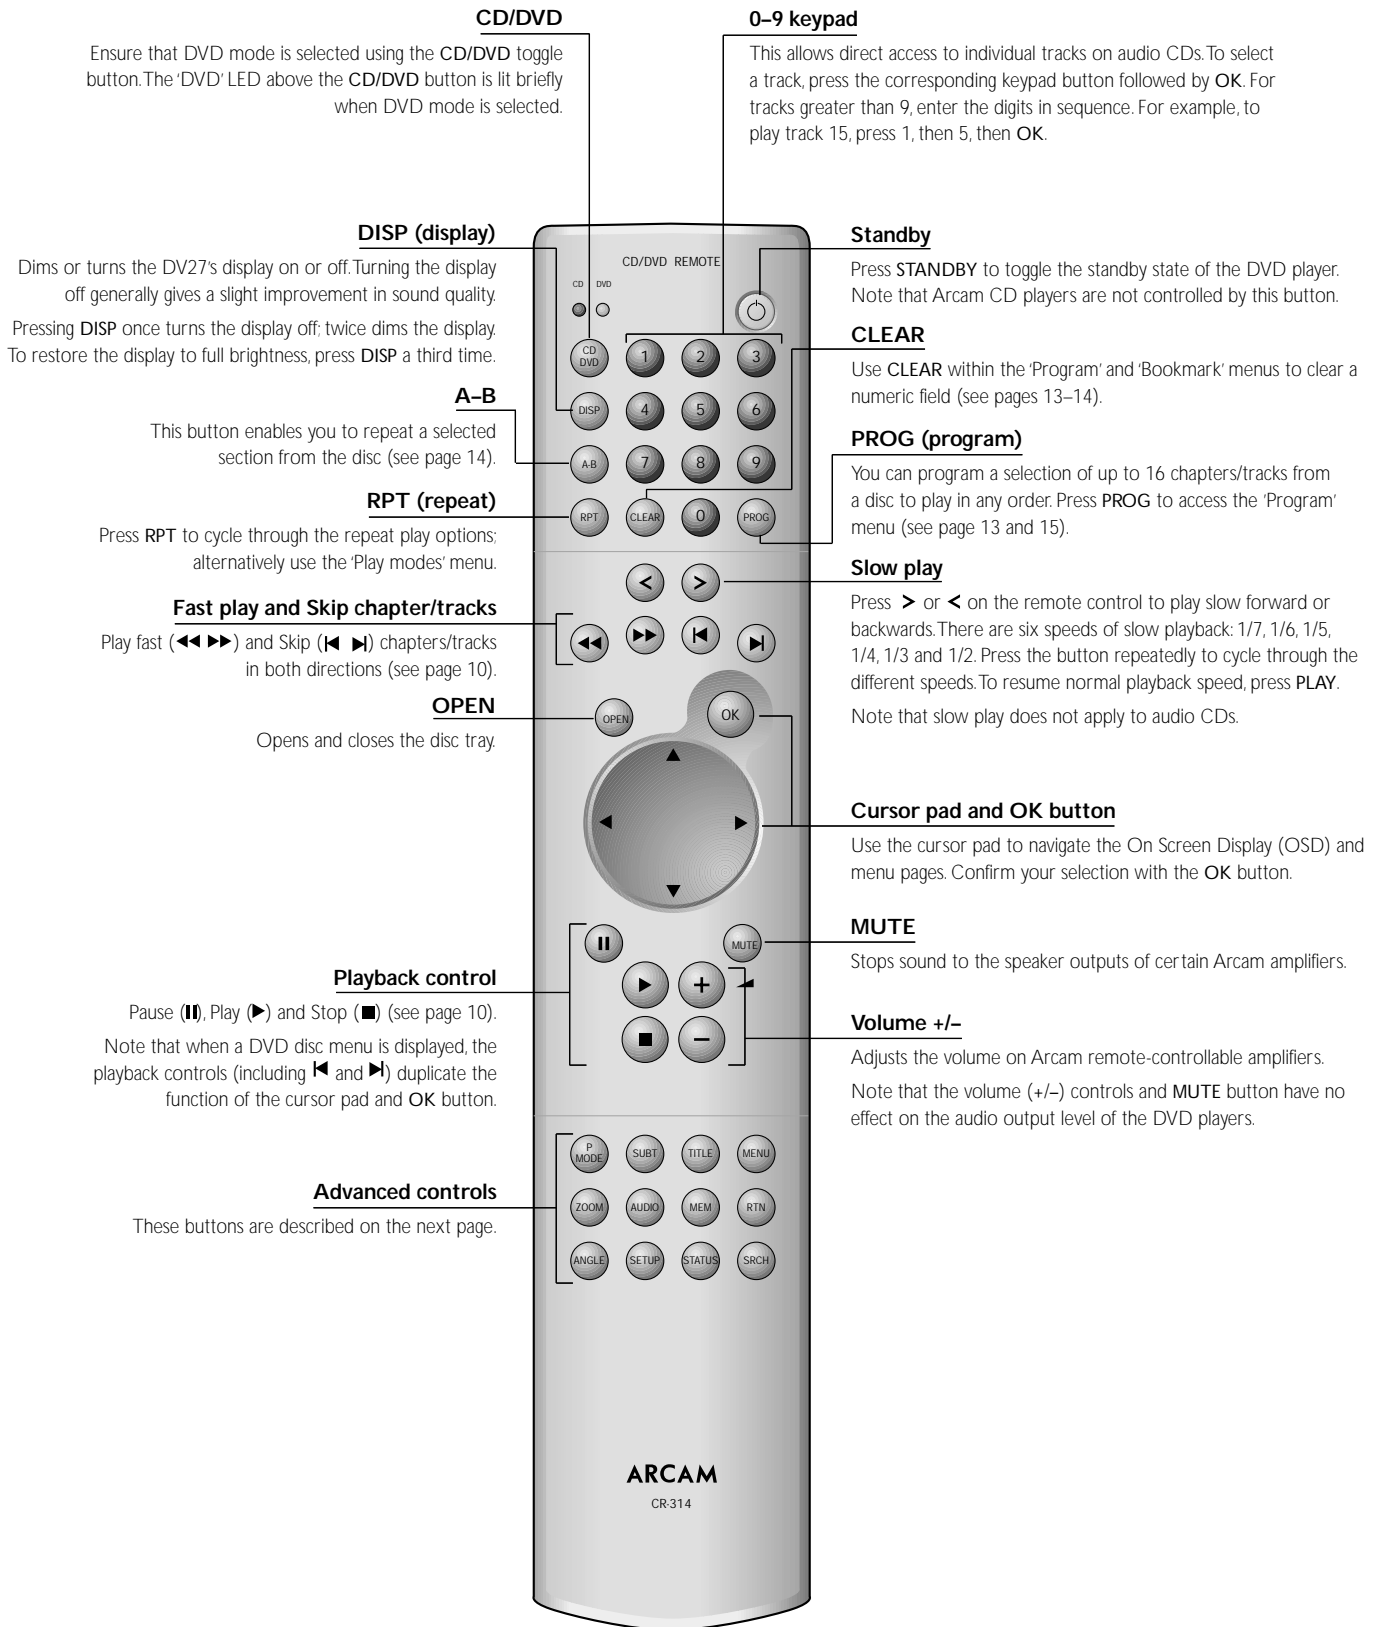 CD/DVD
Ensure that DVD mode is selected using the CD/DVD toggle
button. The 'DVD' LED above the CD/DVD button is lit briefly
when DVD mode is selected.
0–9 keypad
This allows direct access to individual tracks on audio CDs. To select
a track, press the corresponding keypad button followed by OK. For
tracks greater than 9, enter the digits in sequence. For example, to
play track 15, press 1, then 5, then OK.
DISP (display)
Dims or turns the DV27's display on or off. Turning the display
off generally gives a slight improvement in sound quality.
Pressing DISP once turns the display off; twice dims the display.
To restore the display to full brightness, press DISP a third time.
A–B
This button enables you to repeat a selected
section from the disc (see page 14).
RPT (repeat)
Press RPT to cycle through the repeat play options;
alternatively use the 'Play modes' menu.
Fast play and Skip chapter/tracks
Play fast (◀◀ ▶▶) and Skip (|◀ ▶|) chapters/tracks
in both directions (see page 10).
OPEN
Opens and closes the disc tray.
Playback control
Pause (II), Play (▶) and Stop (■) (see page 10).
Note that when a DVD disc menu is displayed, the
playback controls (including |◀ and ▶|) duplicate the
function of the cursor pad and OK button.
Advanced controls
These buttons are described on the next page.
CD/DVD REMOTE
CD DVD
CD
DVD
1 2 3
DISP 4 5 6
A-B 7 8 9
RPT CLEAR 0 PROG
< >
◀◀ ▶▶ |◀ ▶|
OPEN OK
MUTE
+
–
P
MODE SUBT TITLE MENU
ZOOM AUDIO MEM RTN
ANGLE SETUP STATUS SRCH
ARCAM
CR-314
Standby
Press STANDBY to toggle the standby state of the DVD player.
Note that Arcam CD players are not controlled by this button.
CLEAR
Use CLEAR within the 'Program' and 'Bookmark' menus to clear a
numeric field (see pages 13–14).
PROG (program)
You can program a selection of up to 16 chapters/tracks from
a disc to play in any order. Press PROG to access the 'Program'
menu (see page 13 and 15).
Slow play
Press > or < on the remote control to play slow forward or
backwards. There are six speeds of slow playback: 1/7, 1/6, 1/5,
1/4, 1/3 and 1/2. Press the button repeatedly to cycle through the
different speeds. To resume normal playback speed, press PLAY.
Note that slow play does not apply to audio CDs.
Cursor pad and OK button
Use the cursor pad to navigate the On Screen Display (OSD) and
menu pages. Confirm your selection with the OK button.
MUTE
Stops sound to the speaker outputs of certain Arcam amplifiers.
Volume +/–
Adjusts the volume on Arcam remote-controllable amplifiers.
Note that the volume (+/–) controls and MUTE button have no
effect on the audio output level of the DVD players.